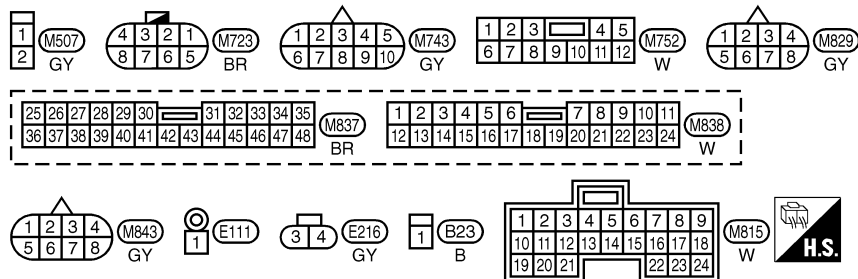 1 4 3 2 1 1 2 3 4 5 1 2 3 4 5 1 2 3 4
M507 M723 M743 M752 M829
2 8 7 6 5 6 7 8 9 10 6 7 8 9 10 11 12 5 6 7 8
GY BR GY W GY
25 26 27 28 29 30 31 32 33 34 35 1 2 3 4 5 6 7 8 9 10 11
M837 M838
36 37 38 39 40 41 42 43 44 45 46 47 48 12 13 14 15 16 17 18 19 20 21 22 23 24
BR W
1 2 3 4 1 2 3 4 5 6 7 8 9
M843 1 E111 3 4 E216 1 B23 10 11 12 13 14 15 16 17 18 M815
5 6 7 8 19 20 21 22 23 24
GY GY B W H.S.